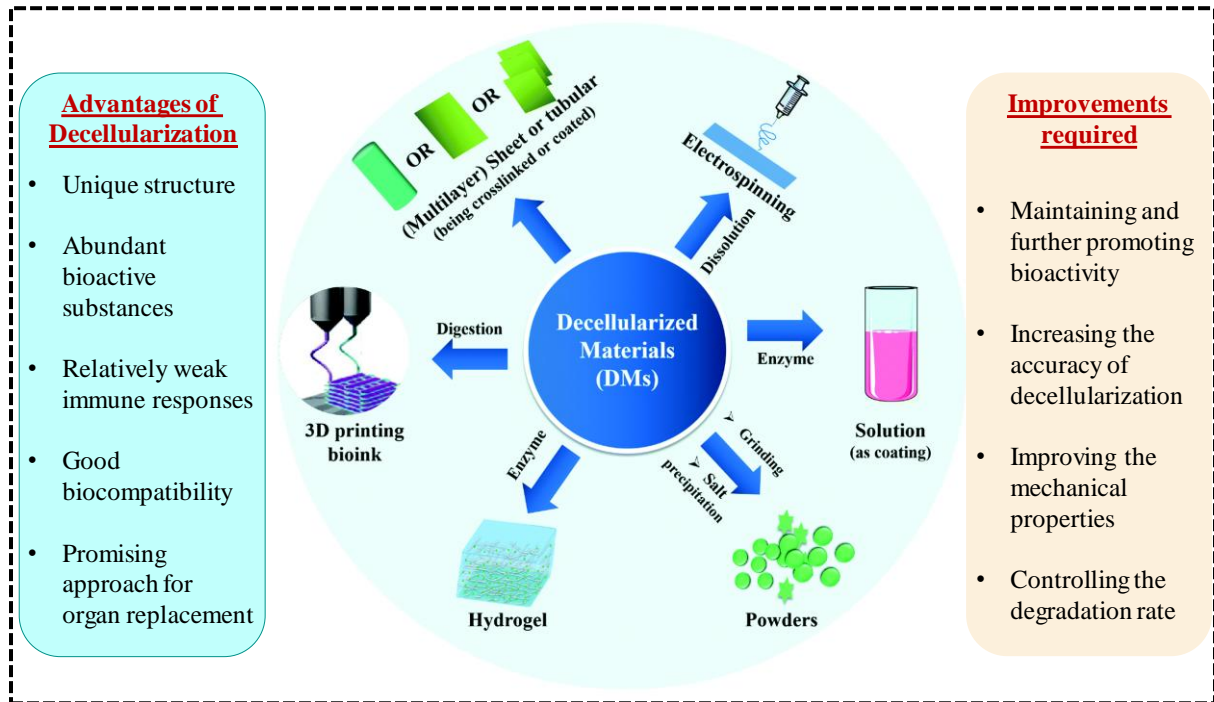 Advantages of
Decellularization
• Unique structure
• Abundant
bioactive
substances
• Relatively weak
immune responses
• Good
biocompatibility
• Promising
approach for
organ replacement
OR
OR
(Multilayer) Sheet or tubular
(being crosslinked or coated)
Electrospinning
Dissolution
Decellularized
Materials
(DMs)
Digestion
3D printing
bioink
Enzyme
Solution
(as coating)
Enzyme
Hydrogel
➢ Grinding
➢ Salt
precipitation
Powders
Improvements
required
• Maintaining and
further promoting
bioactivity
• Increasing the
accuracy of
decellularization
• Improving the
mechanical
properties
• Controlling the
degradation rate